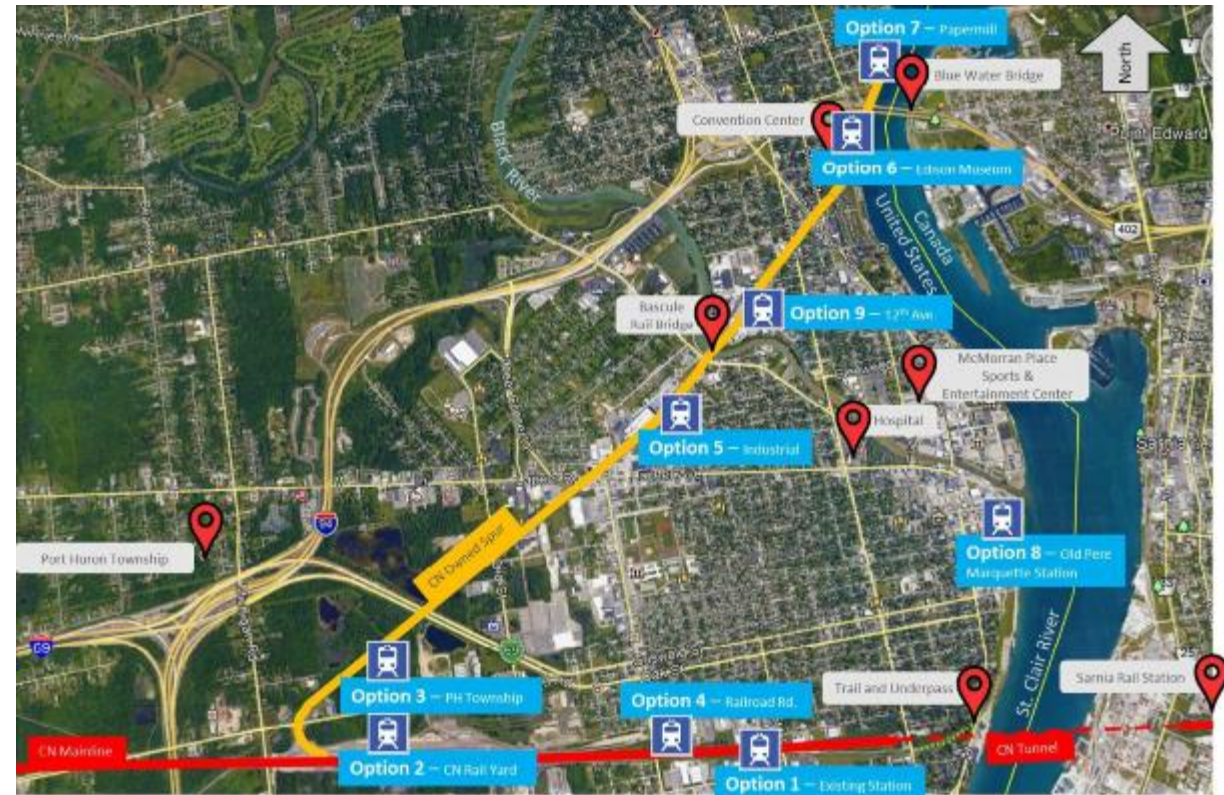 Option 7 – Papermill
North
Blue Water Bridge
Convention Center
Point Edward
Black River
Option 6 – Edison Museum
Canada
United States
402
Bascule
Rail Bridge
Option 9 – 12th Ave.
McMorran Place
Sports &
Entertainment Center
Hospital
Option 5 – Industrial
Sarnia
94
Port Huron Township
CN Owned Spur
Option 8 – Old Pere
Marquette Station
69
Option 3 – PH Township
Option 4 – Railroad Rd.
Trail and Underpass
St. Clair River
Sarnia Rail Station
CN Mainline
Option 2 – CN Rail Yard
CN Tunnel
Option 1 – Existing Station